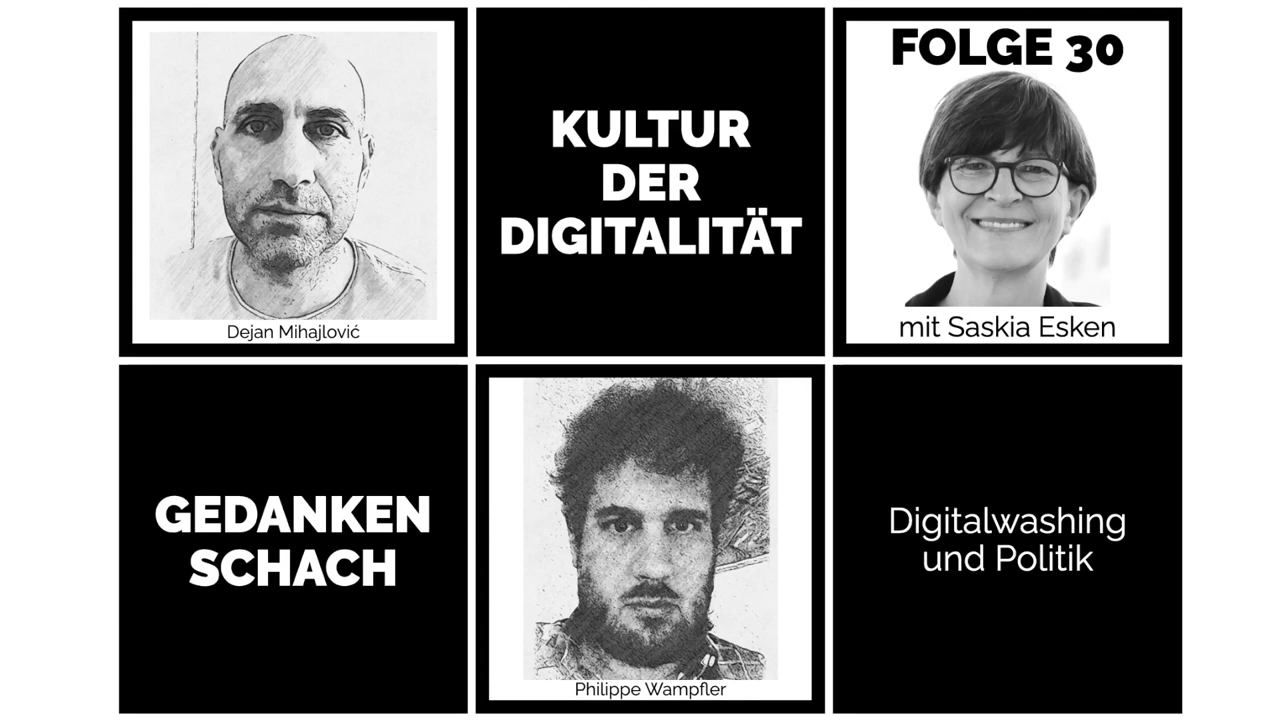 Dejan Mihajlović
KULTUR
DER
DIGITALITÄT
FOLGE 30
mit Saskia Esken
GEDANKEN
SCHACH
Philippe Wampfler
Digitalwashing
und Politik